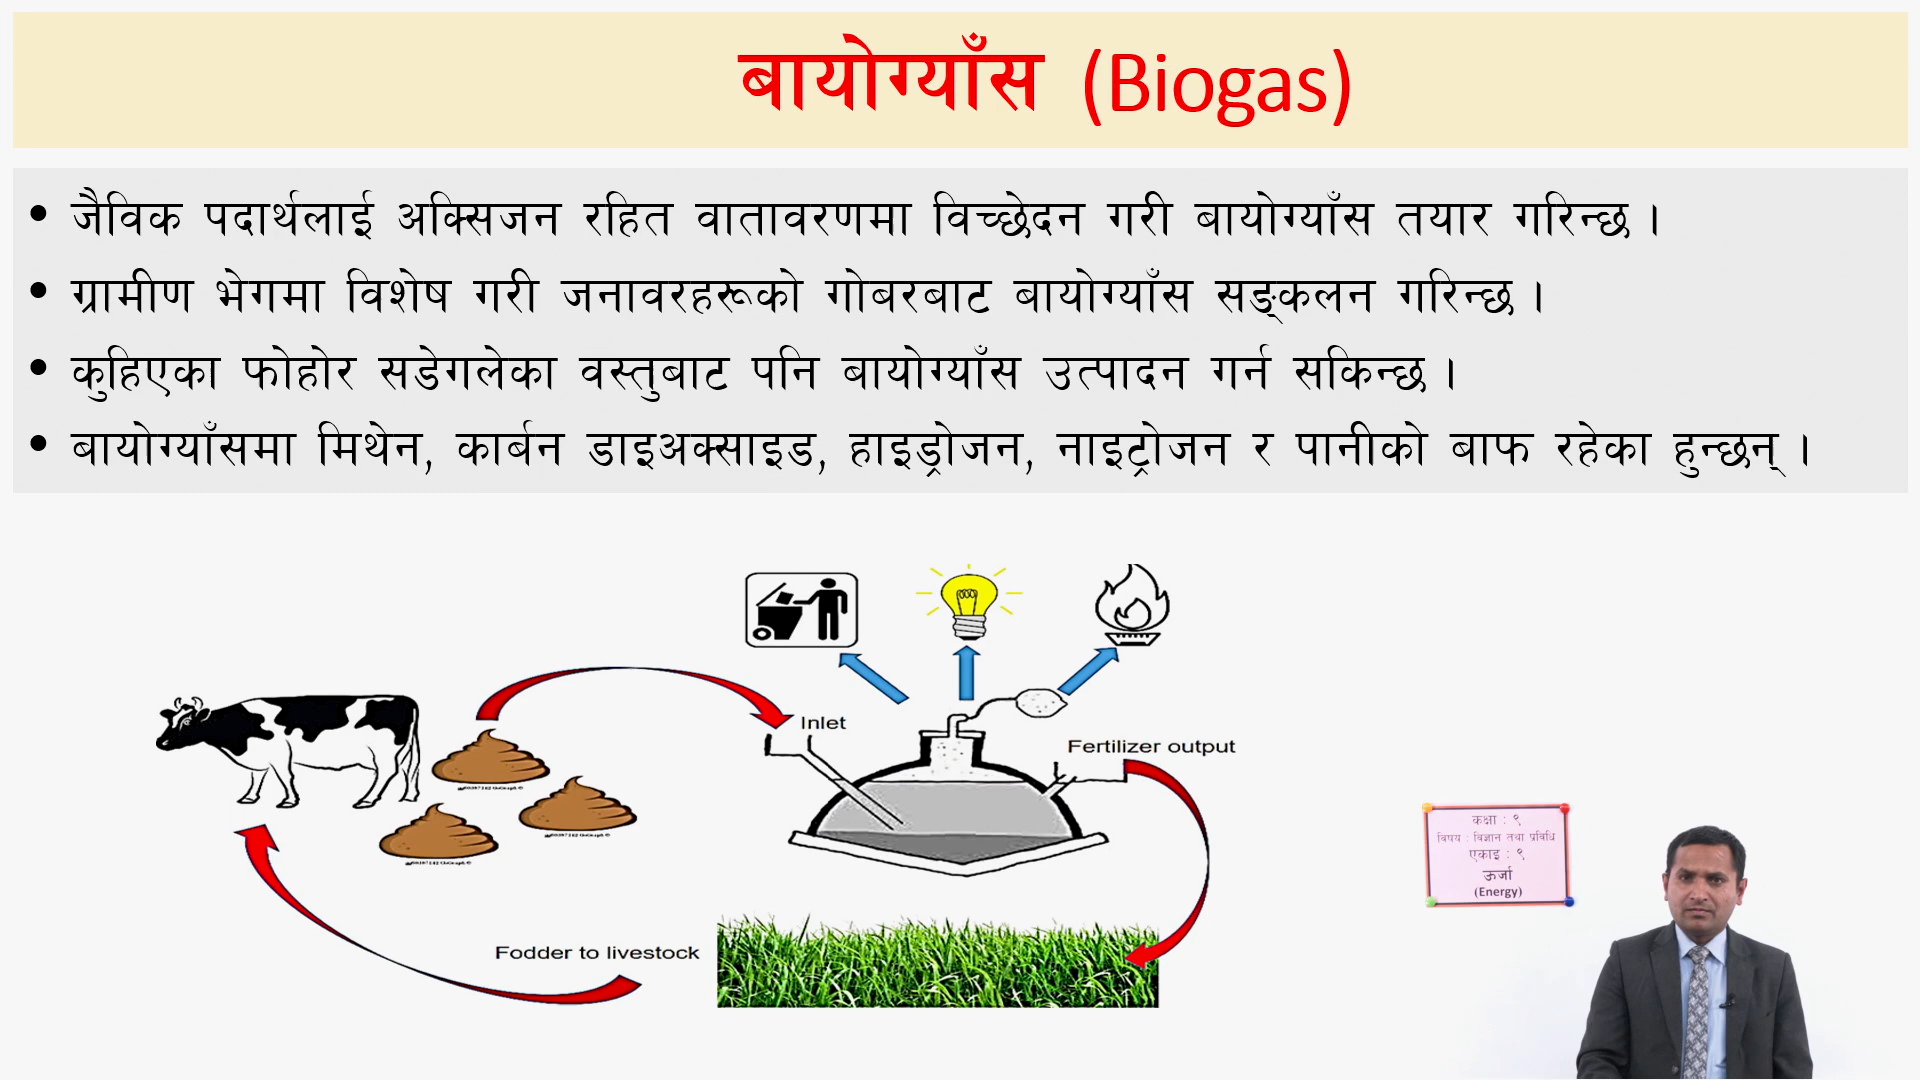 बायोग्याँस (Biogas)
• जैविक पदार्थलाई अक्सिजन रहित वातावरणमा विच्छेदन गरी बायोग्याँस तयार गरिन्छ ।
• ग्रामीण भेगमा विशेष गरी जनावरहरूको गोबरबाट बायोग्याँस सङ्कलन गरिन्छ ।
• कुहिएका फोहोर सडेगलेका वस्तुबाट पनि बायोग्याँस उत्पादन गर्न सकिन्छ ।
• बायोग्याँसमा मिथेन, कार्बन डाइअक्साइड, हाइड्रोजन, नाइट्रोजन र पानीको बाफ रहेका हुन्छन् ।
Inlet
Fertilizer output
Fodder to livestock
कक्षा : ९
विषय : विज्ञान तथा प्रविधि
एकाइ : ९
ऊर्जा
(Energy)